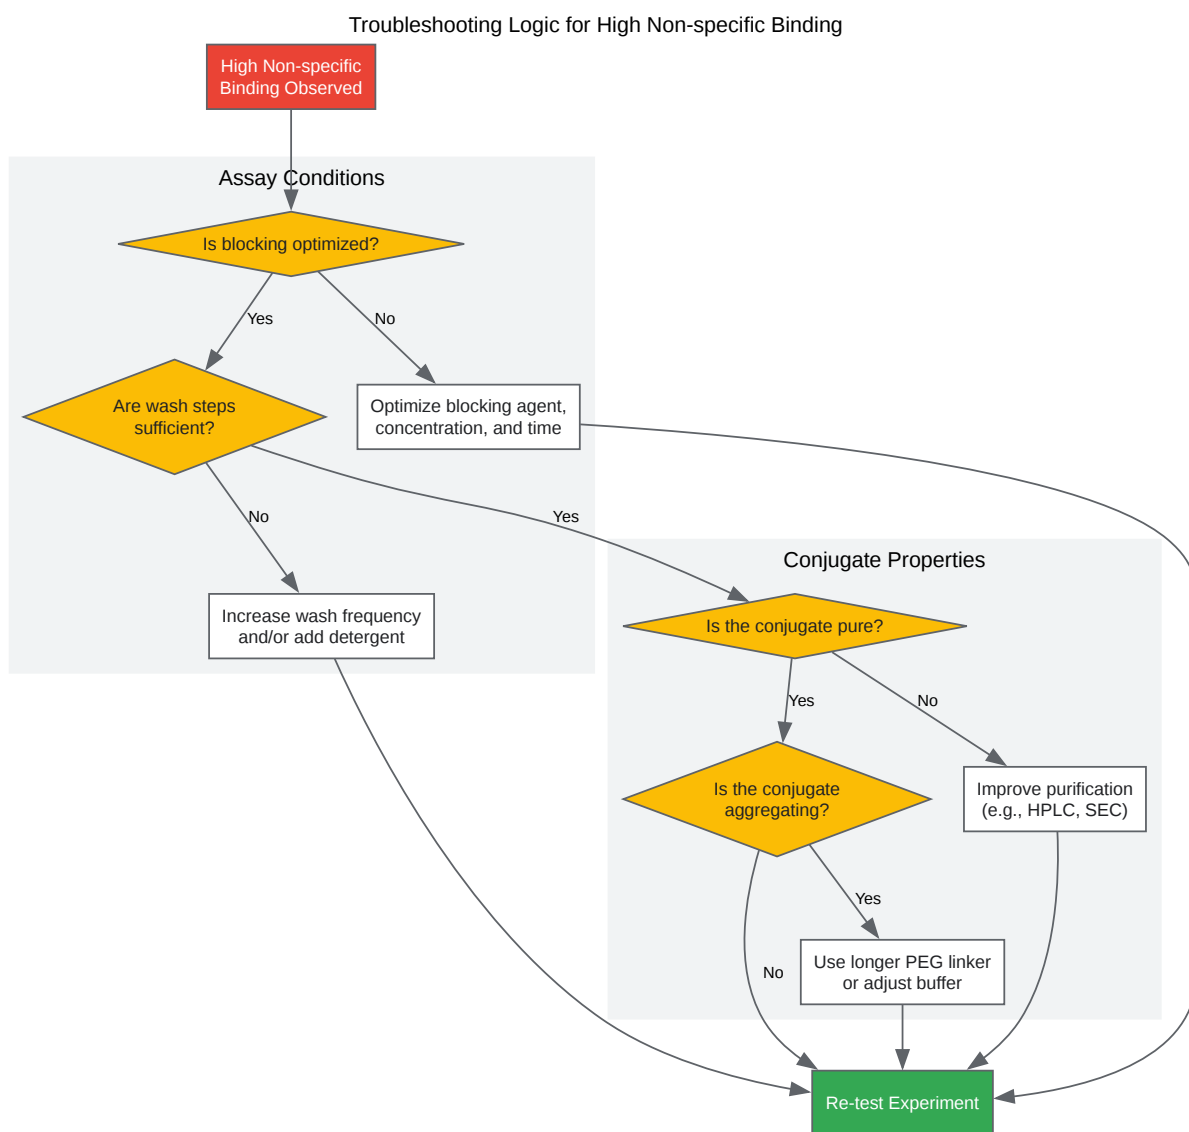 Troubleshooting Logic for High Non-specific Binding
High Non-specific
Binding Observed
Assay Conditions
Is blocking optimized?
Yes
No
Are wash steps
sufficient?
Optimize blocking agent,
concentration, and time
No
Yes
Increase wash frequency
and/or add detergent
Conjugate Properties
Is the conjugate pure?
Yes
No
Is the conjugate
aggregating?
Improve purification
(e.g., HPLC, SEC)
Yes
No
Use longer PEG linker
or adjust buffer
Re-test Experiment